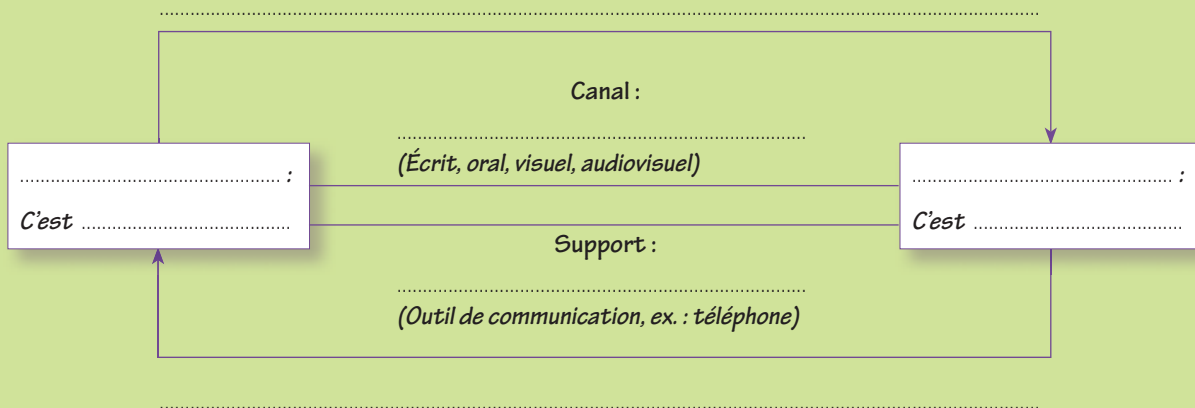 Canal :
(Écrit, oral, visuel, audiovisuel)
.............................. :
C'est ..............................
.............................. :
C'est ..............................
Support :
(Outil de communication, ex. : téléphone)